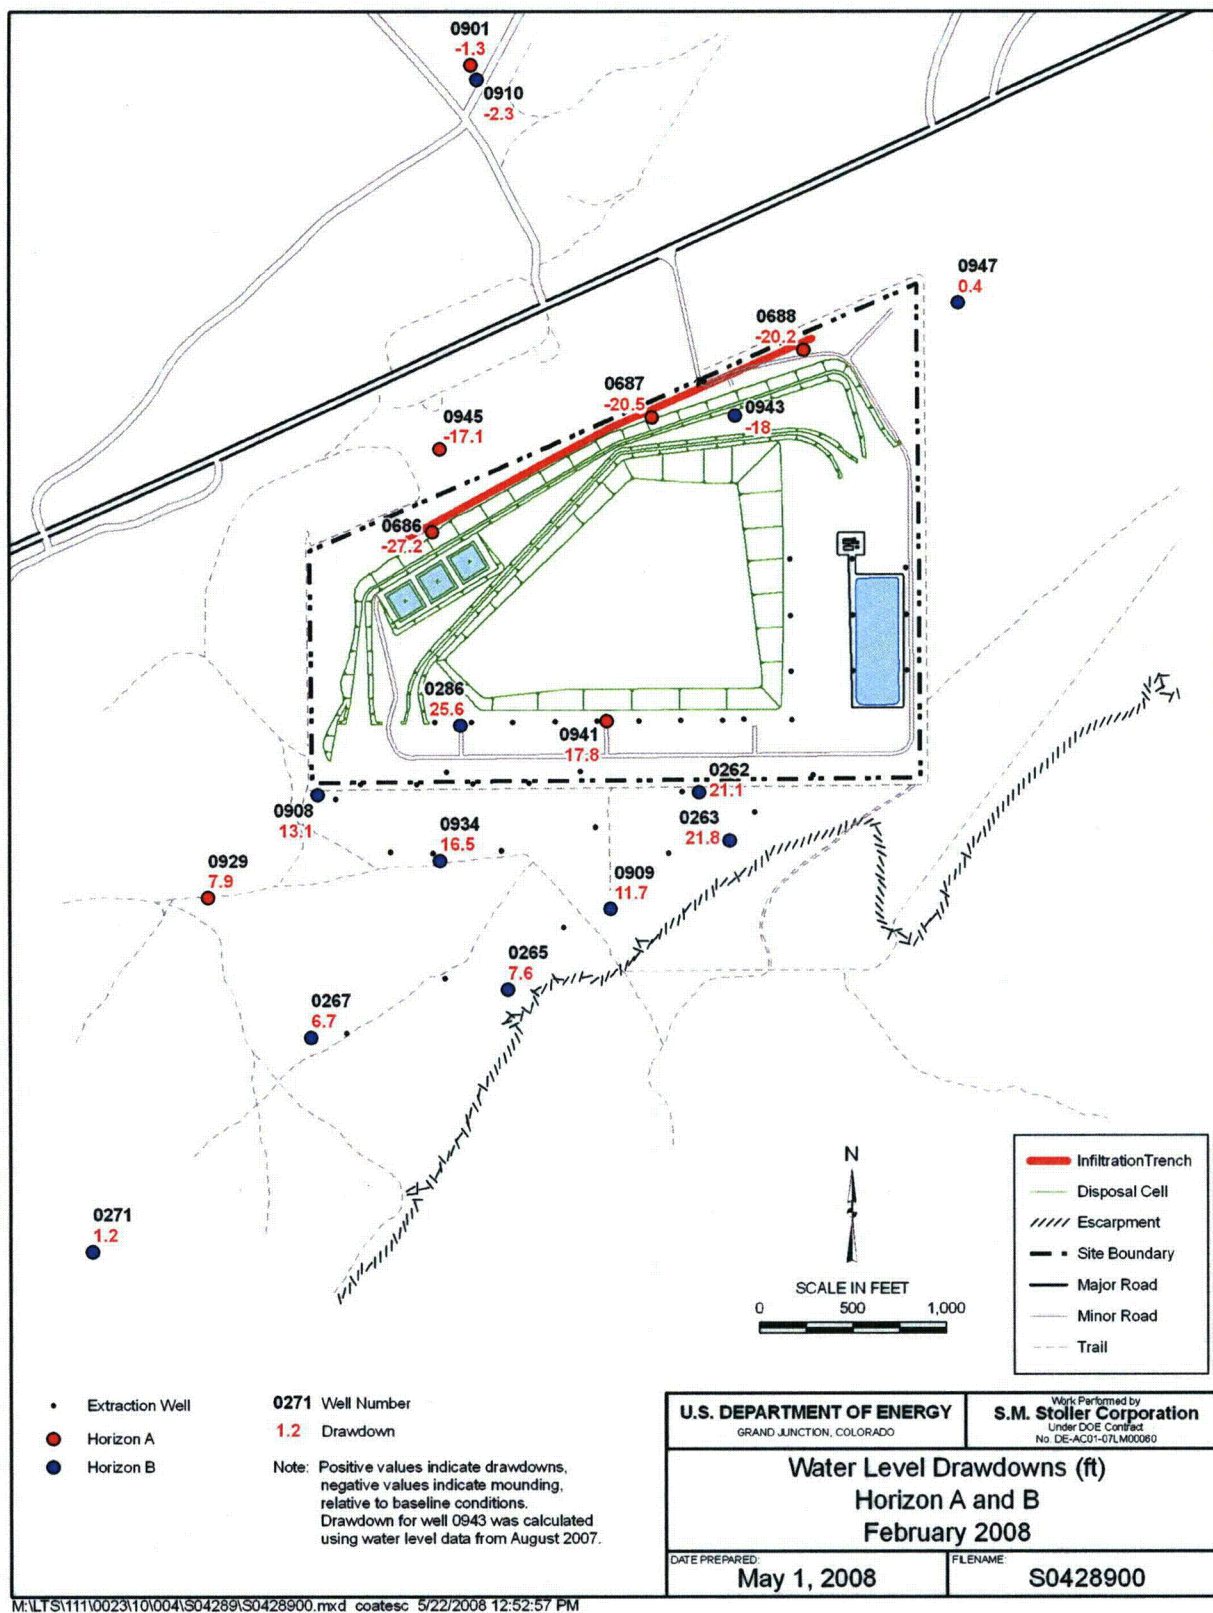 0901
-1.3
0910
-2.3
0947
0.4
0688
-20.2
0687
-20.5
0943
-18
0945
-17.1
0686
-27.2
0286
25.6
0941
17.8
0262
21.1
0908
13.1
0934
16.5
0263
21.8
0929
7.9
0909
11.7
0265
7.6
0267
6.7
0271
1.2
N
SCALE IN FEET
0 500 1,000
InfiltrationTrench
Disposal Cell
Escarpment
Site Boundary
Major Road
Minor Road
Trail
Extraction Well
Horizon A
Horizon B
0271 Well Number
1.2 Drawdown
Note: Positive values indicate drawdowns,
negative values indicate mounding,
relative to baseline conditions.
Drawdown for well 0943 was calculated
using water level data from August 2007.
U.S. DEPARTMENT OF ENERGY
GRAND JUNCTION, COLORADO
Work Performed by
S.M. Stoller Corporation
Under DOE Contract
No. DE-AC01-07LM00060
Water Level Drawdowns (ft)
Horizon A and B
February 2008
DATE PREPARED:
May 1, 2008
FILENAME:
S0428900
M:\LTS\111\0023\10\004\S04289\S0428900.mxd coatesc 5/22/2008 12:52:57 PM